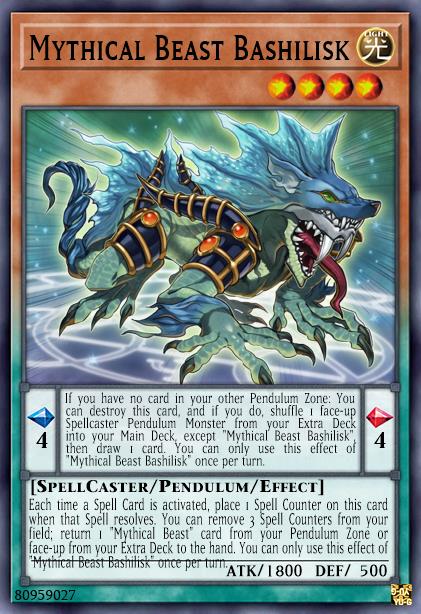 Mythical Beast Bashilisk
LIGHT
光
If you have no card in your other Pendulum Zone: You
can destroy this card, and if you do, shuffle 1 face-up
Spellcaster Pendulum Monster from your Extra Deck
into your Main Deck, except "Mythical Beast Bashilisk",
then draw 1 card. You can only use this effect of
"Mythical Beast Bashilisk" once per turn.
4
4
[SpellCaster/Pendulum/Effect]
Each time a Spell Card is activated, place 1 Spell Counter on this card
when that Spell resolves. You can remove 3 Spell Counters from your
field; return 1 "Mythical Beast" card from your Pendulum Zone or
face-up from your Extra Deck to the hand. You can only use this effect of
"Mythical Beast Bashilisk" once per turn.
ATK/1800 DEF/ 500
80959027